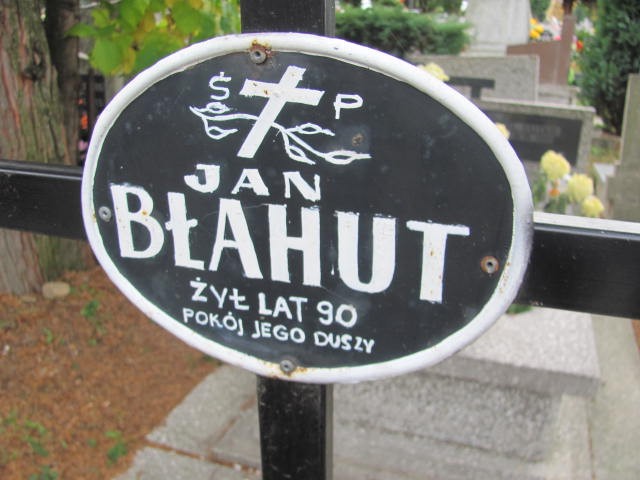 Ś P
JAN
BŁAHUT
ŻYŁ LAT 90
POKÓJ JEGO DUSZY